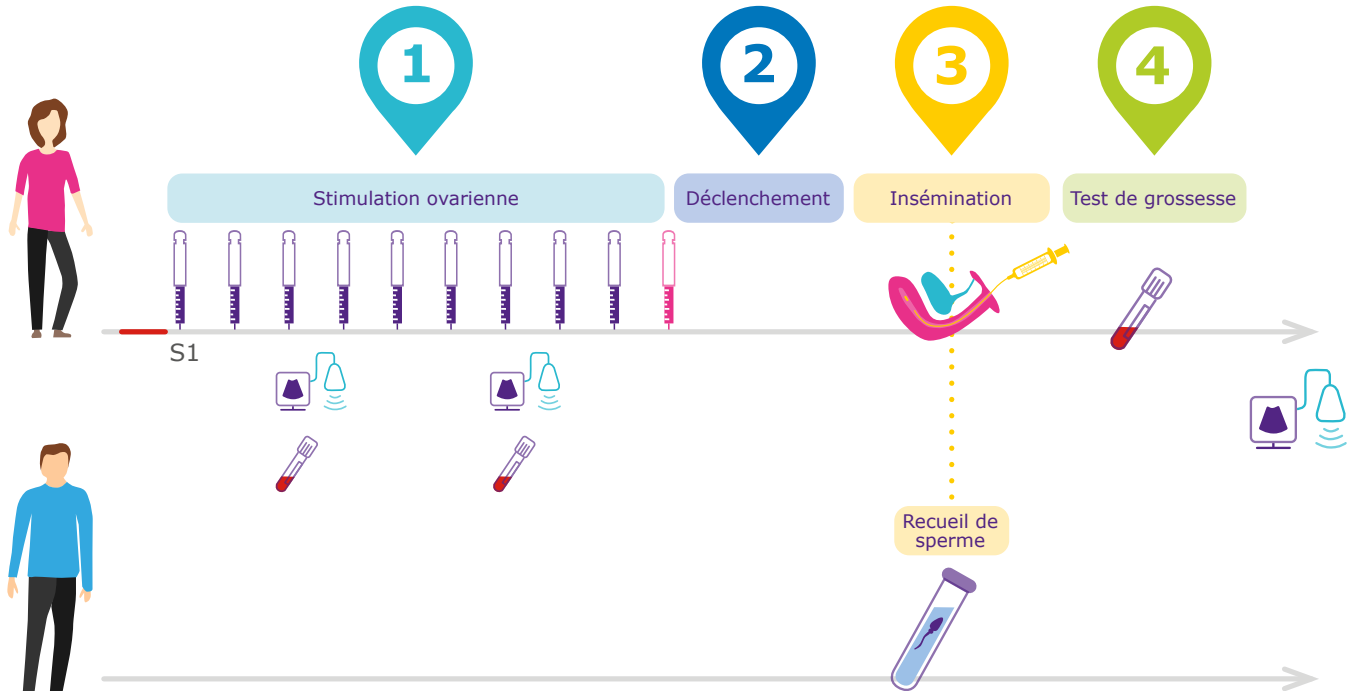 1
2
3
4
Stimulation ovarienne
Déclenchement
Insémination
Test de grossesse
S1
Recueil de
sperme